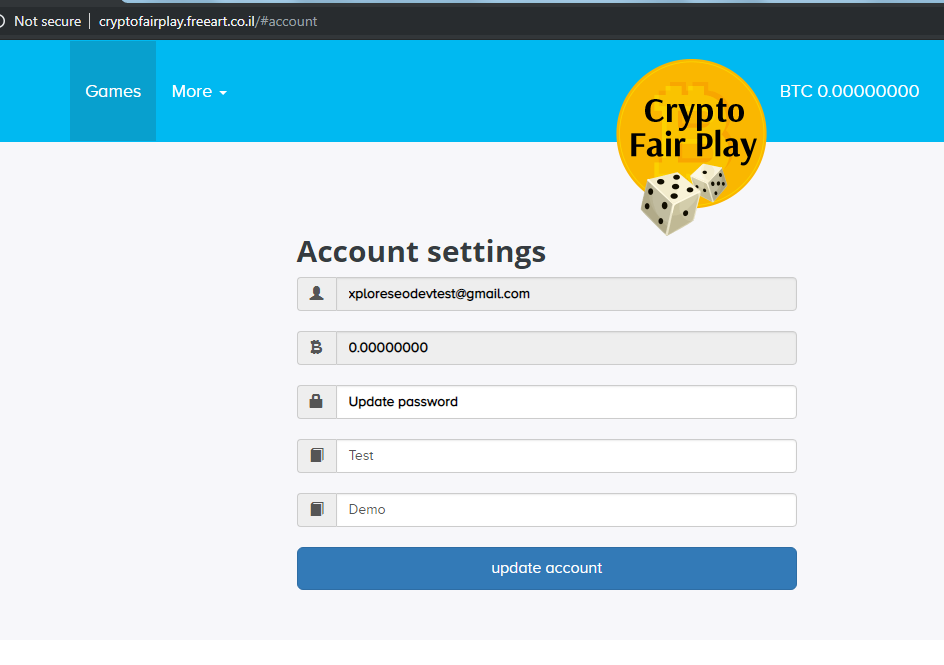 Not secure | cryptofairplay.freeart.co.il/#account
Games
More
Crypto
Fair Play
BTC 0.00000000
Account settings
xploreseodevtest@gmail.com
0.00000000
Update password
Test
Demo
update account